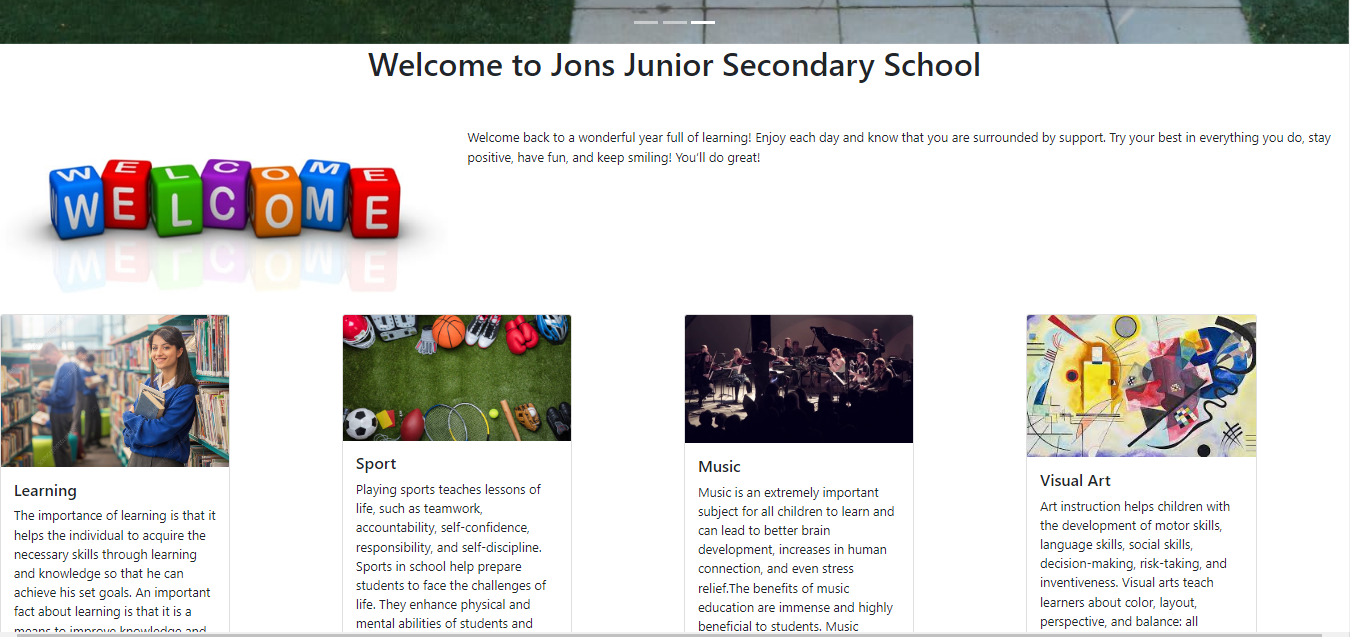 Welcome to Jons Junior Secondary School
Welcome back to a wonderful year full of learning! Enjoy each day and know that you are surrounded by support. Try your best in everything you do, stay
positive, have fun, and keep smiling! You'll do great!
W E L C O M E
W E L C O M E
Learning
The importance of learning is that it
helps the individual to acquire the
necessary skills through learning
and knowledge so that he can
achieve his set goals. An important
fact about learning is that it is a
means to improve knowledge and
Sport
Playing sports teaches lessons of
life, such as teamwork,
accountability, self-confidence,
responsibility, and self-discipline.
Sports in school help prepare
students to face the challenges of
life. They enhance physical and
mental abilities of students and
Music
Music is an extremely important
subject for all children to learn and
can lead to better brain
development, increases in human
connection, and even stress
relief.The benefits of music
education are immense and highly
beneficial to students. Music
Visual Art
Art instruction helps children with
the development of motor skills,
language skills, social skills,
decision-making, risk-taking, and
inventiveness. Visual arts teach
learners about color, layout,
perspective, and balance: all